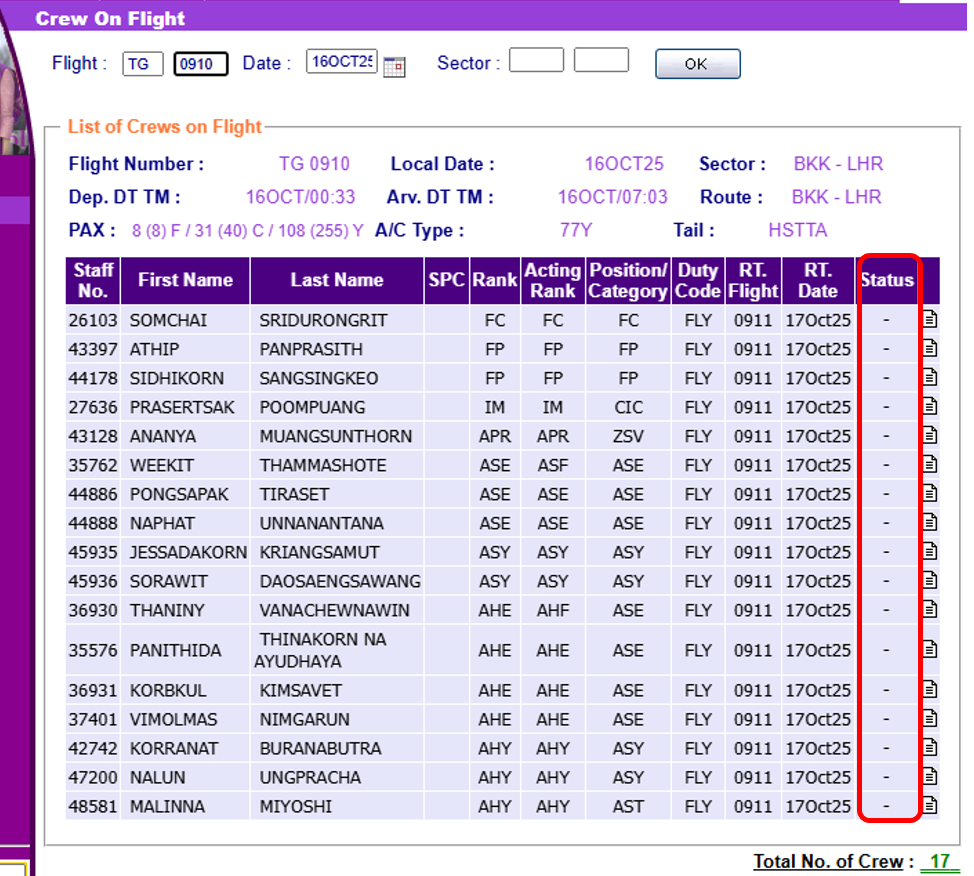 Crew On Flight
Flight : TG 0910 Date : 16OCT25 Sector : OK
List of Crews on Flight
Flight Number : TG 0910 Local Date : 16OCT25 Sector : BKK - LHR
Dep. DT TM : 16OCT/00:33 Arv. DT TM : 16OCT/07:03 Route : BKK - LHR
PAX : 8 (8) F / 31 (40) C / 108 (255) Y A/C Type : 77Y Tail : HSTTA
Staff No. First Name Last Name SPC Rank Acting Rank Position/ Category Duty Code RT. Flight RT. Date Status
26103 SOMCHAI SRIDURONGRIT FC FC FC FLY 0911 17Oct25 -
43397 ATHIP PANPRASITH FP FP FP FLY 0911 17Oct25 -
44178 SIDHIKORN SANGSINGKEO FP FP FP FLY 0911 17Oct25 -
27636 PRASERTSAK POOMPUANG IM IM CIC FLY 0911 17Oct25 -
43128 ANANYA MUANGSUNTHORN APR APR ZSV FLY 0911 17Oct25 -
35762 WEEKIT THAMMASHOTE ASE ASF ASE FLY 0911 17Oct25 -
44886 PONGSAPAK TIRASET ASE ASE ASE FLY 0911 17Oct25 -
44888 NAPHAT UNNANANTANA ASE ASE ASE FLY 0911 17Oct25 -
45935 JESSADAKORN KRIANGSAMUT ASY ASY ASY FLY 0911 17Oct25 -
45936 SORAWIT DAOSAENGSAWANG ASY ASY ASY FLY 0911 17Oct25 -
36930 THANINY VANACHEWNAWIN AHE AHF ASE FLY 0911 17Oct25 -
35576 PANITHIDA THINAKORN NA AYUDHAYA AHE AHE ASE FLY 0911 17Oct25 -
36931 KORBKUL KIMSAVET AHE AHE ASE FLY 0911 17Oct25 -
37401 VIMOLMAS NIMGARUN AHE AHE ASE FLY 0911 17Oct25 -
42742 KORRANAT BURANABUTRA AHY AHY ASY FLY 0911 17Oct25 -
47200 NALUN UNGPRACHA AHY AHY ASY FLY 0911 17Oct25 -
48581 MALINNA MIYOSHI AHY AHY AST FLY 0911 17Oct25 -
Total No. of Crew : 17